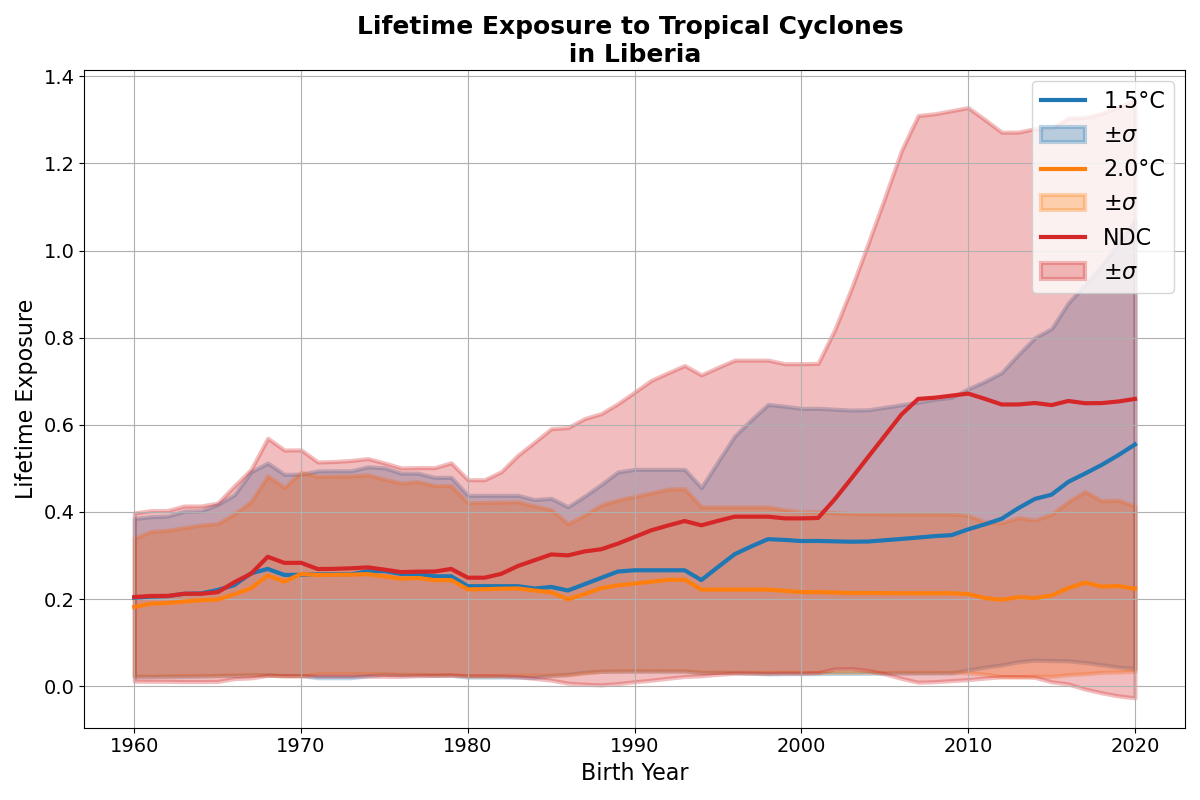 Lifetime Exposure to Tropical Cyclones
in Liberia
1.4
1.2
1.0
0.8
0.6
0.4
0.2
0.0
Lifetime Exposure
1.5°C
±σ
2.0°C
±σ
NDC
±σ
1960
1970
1980
1990
2000
2010
2020
Birth Year